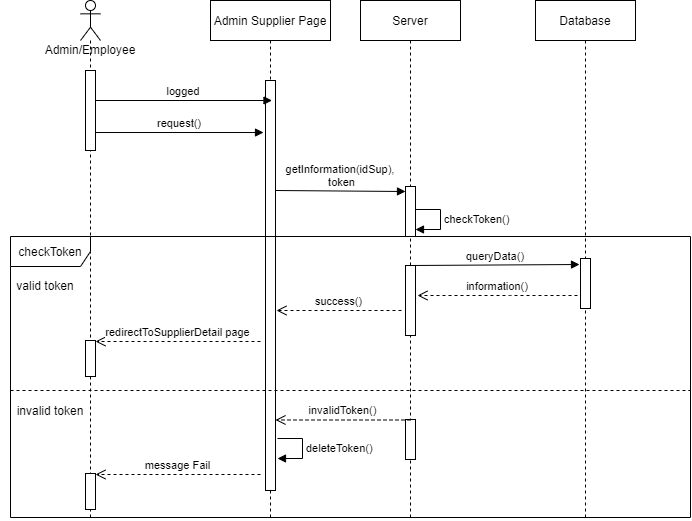 Admin/Employee
Admin Supplier Page
Server
Database
logged
request()
getInformation(idSup),
token
checkToken()
checkToken
queryData()
valid token
information()
success()
redirectToSupplierDetail page
invalid token
invalidToken()
deleteToken()
message Fail